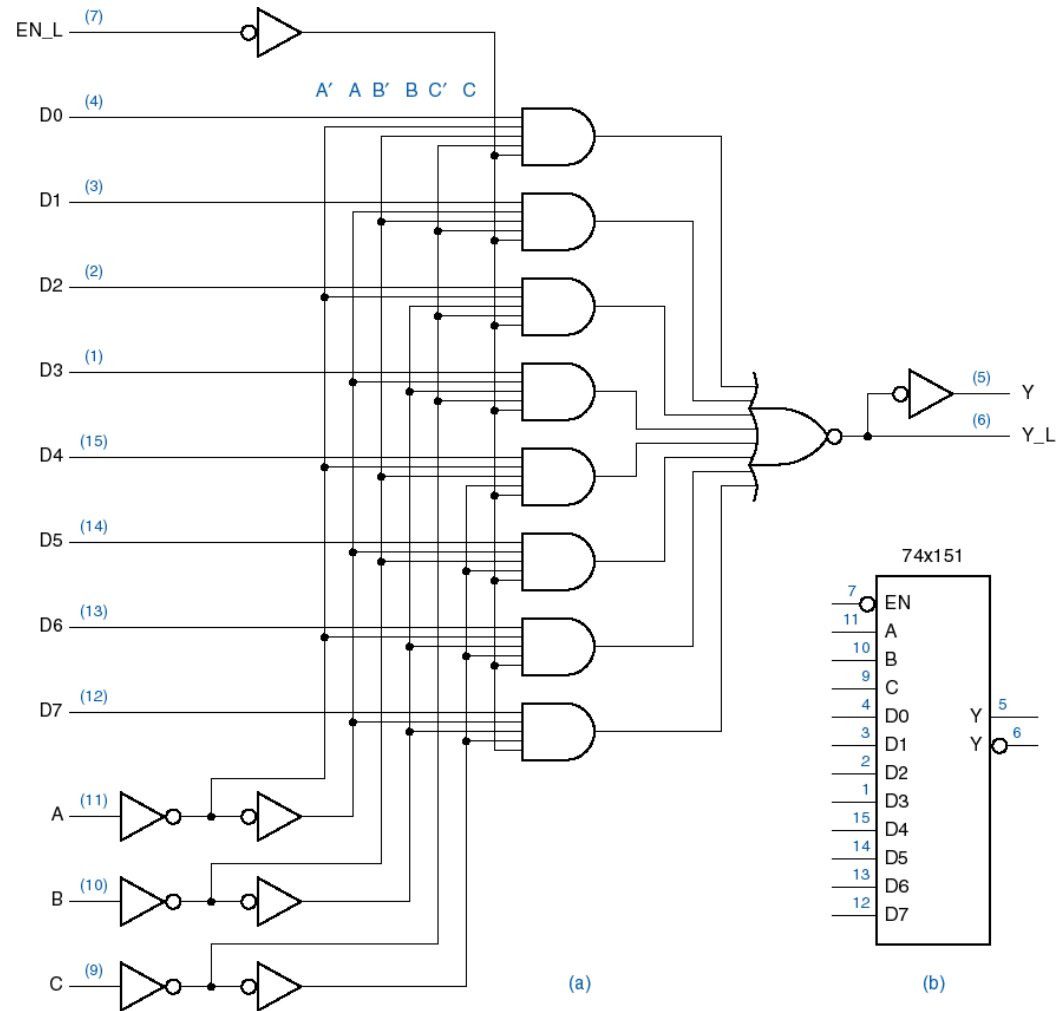 EN_L (7)
A′ A B′ B C′ C
D0 (4)
D1 (3)
D2 (2)
D3 (1)
(5) Y
(6) Y_L
D4 (15)
D5 (14)
D6 (13)
D7 (12)
A (11)
B (10)
C (9)
(a)
74x151
7 EN
11 A
10 B
9 C
4 D0 Y 5
3 D1 Y 6
2 D2
1 D3
15 D4
14 D5
13 D6
12 D7
(b)